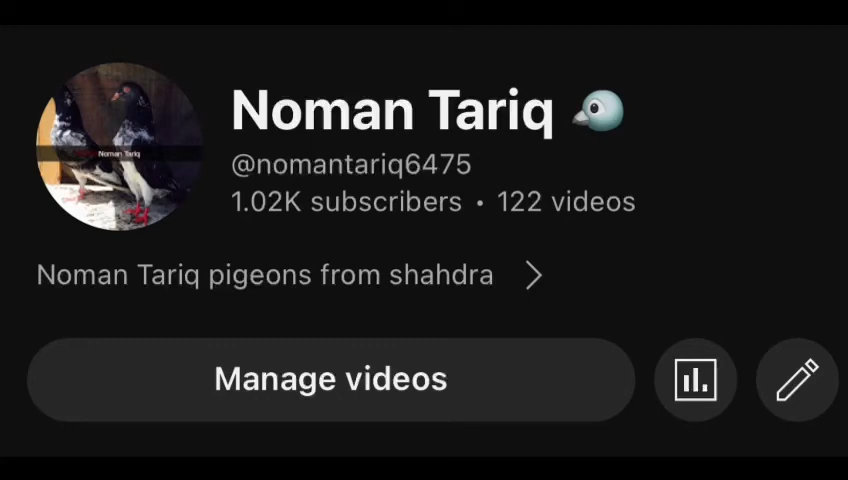 Noman Tariq
@nomantariq6475
1.02K subscribers • 122 videos
Noman Tariq
Noman Tariq pigeons from shahdra
Manage videos